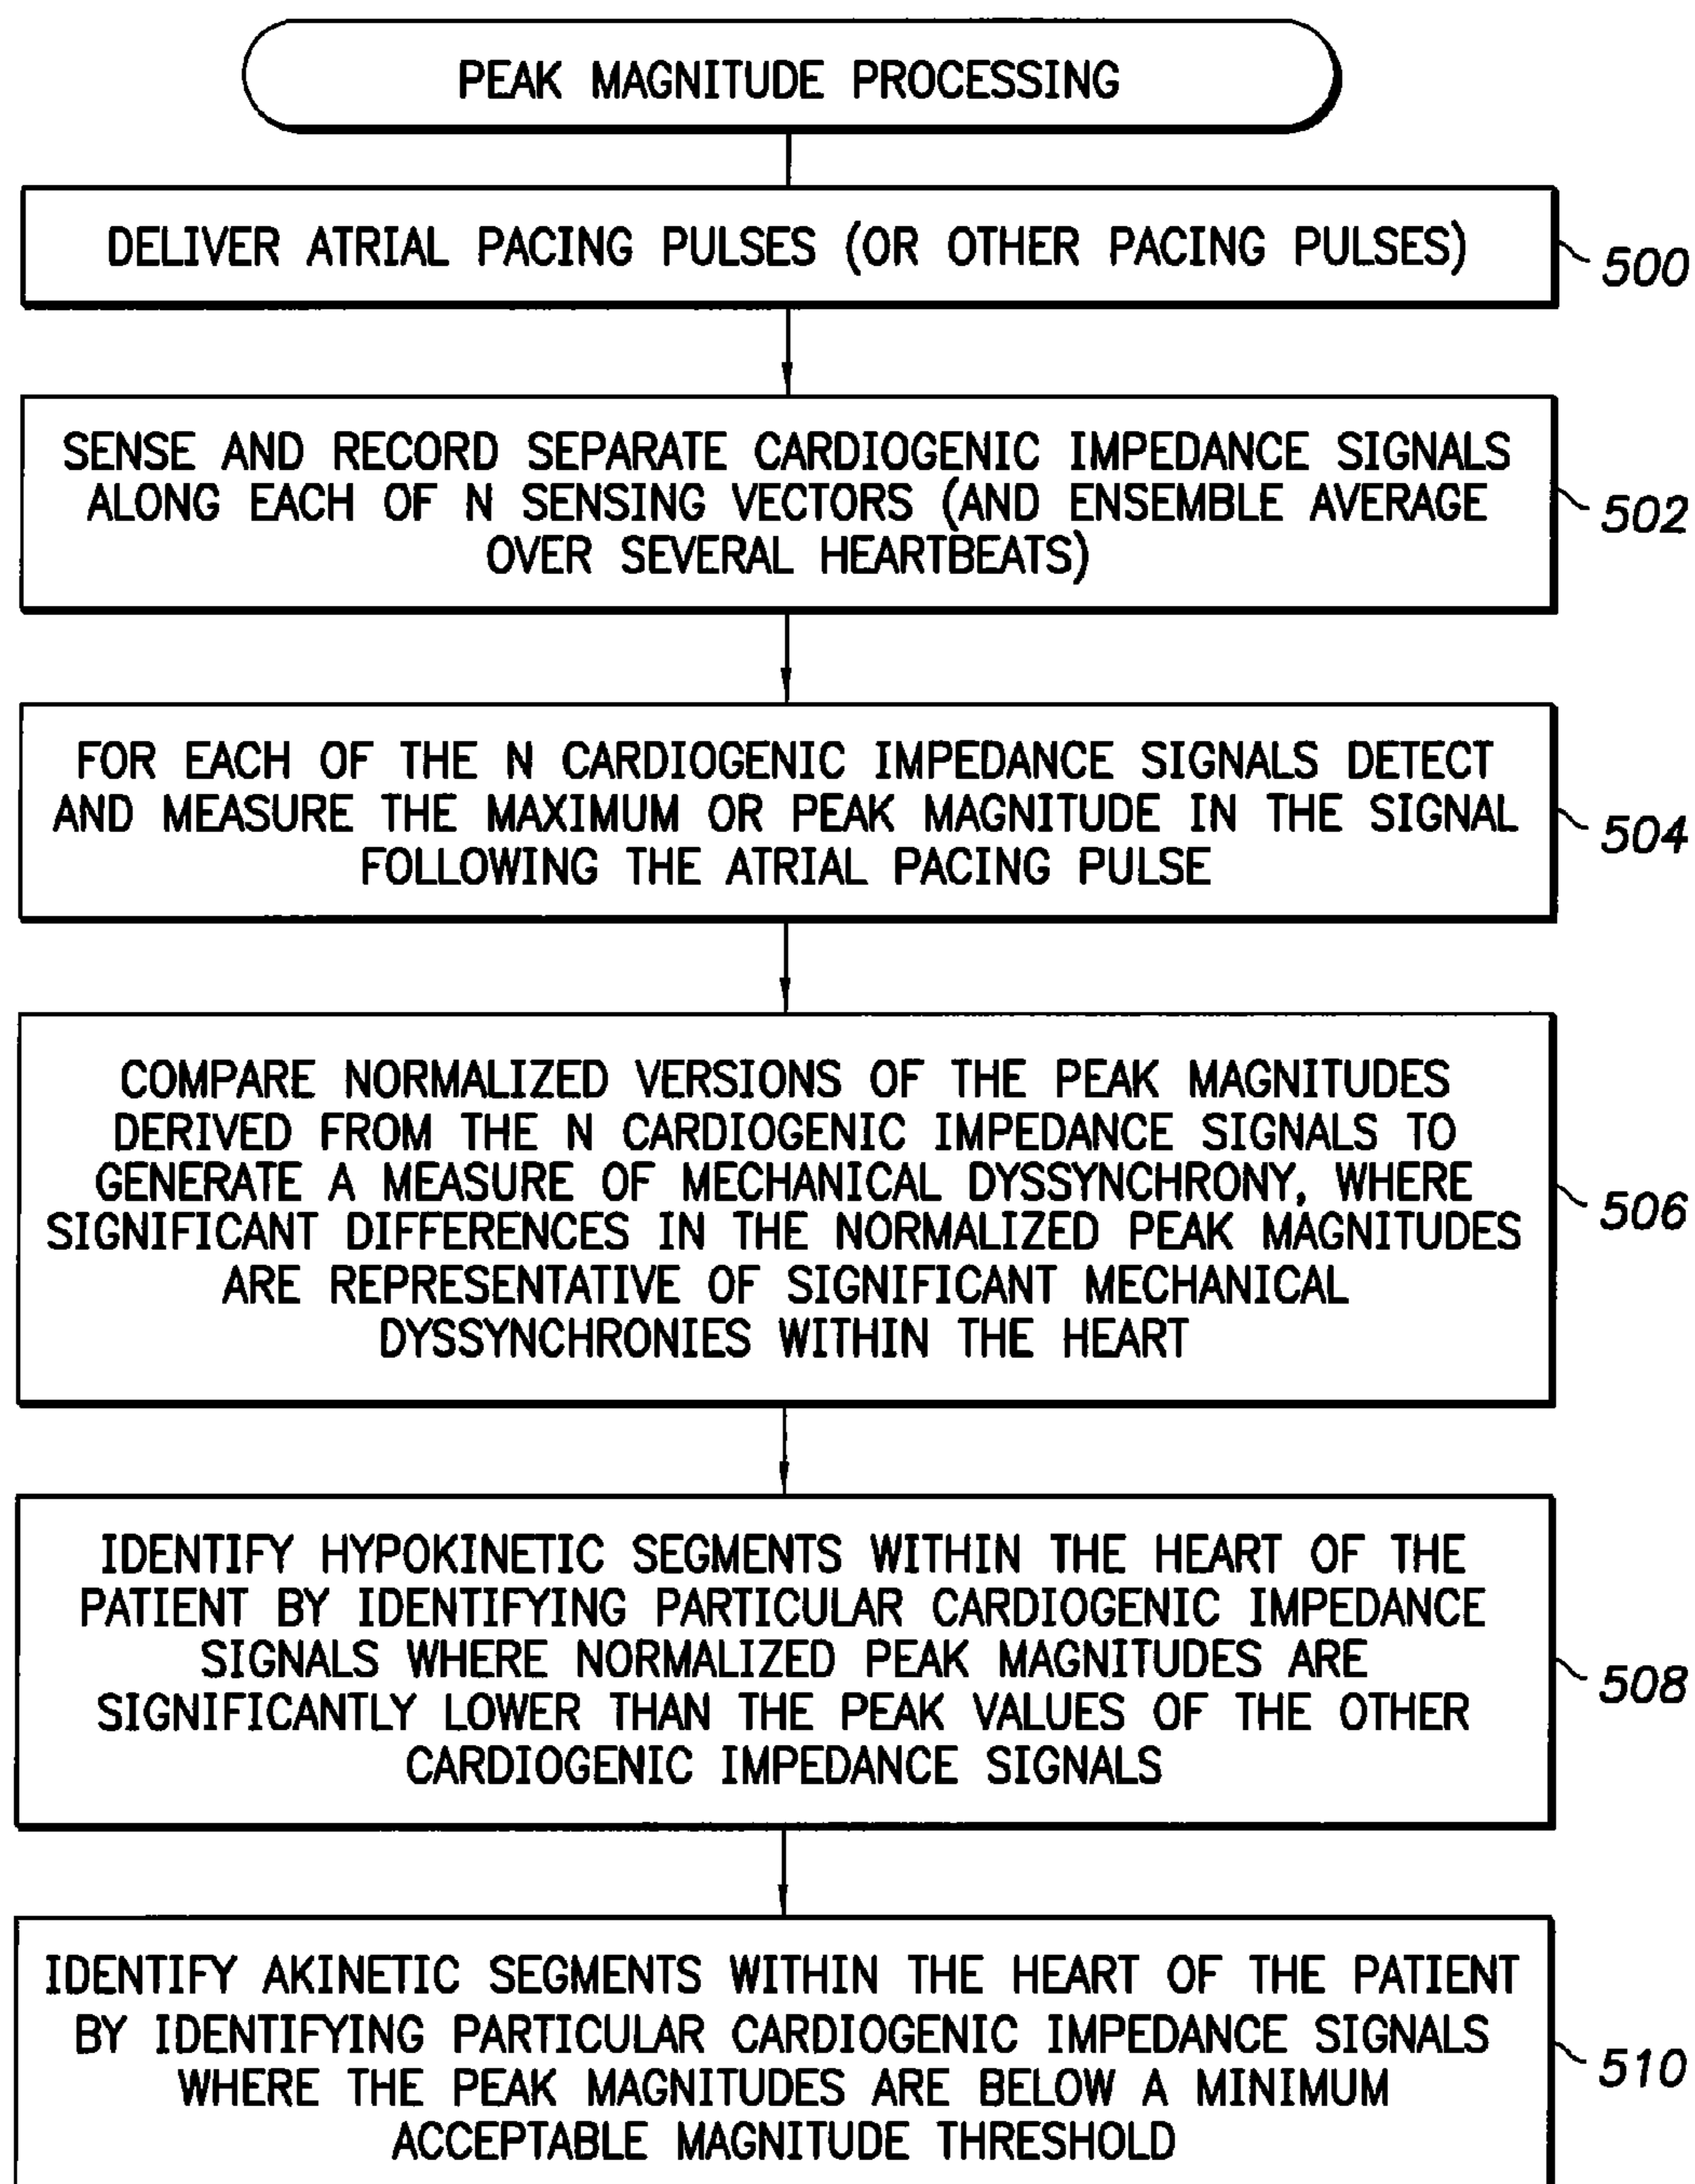 PEAK MAGNITUDE PROCESSING
DELIVER ATRIAL PACING PULSES (OR OTHER PACING PULSES)
500
SENSE AND RECORD SEPARATE CARDIOGENIC IMPEDANCE SIGNALS
ALONG EACH OF N SENSING VECTORS (AND ENSEMBLE AVERAGE
OVER SEVERAL HEARTBEATS)
502
FOR EACH OF THE N CARDIOGENIC IMPEDANCE SIGNALS DETECT
AND MEASURE THE MAXIMUM OR PEAK MAGNITUDE IN THE SIGNAL
FOLLOWING THE ATRIAL PACING PULSE
504
COMPARE NORMALIZED VERSIONS OF THE PEAK MAGNITUDES
DERIVED FROM THE N CARDIOGENIC IMPEDANCE SIGNALS TO
GENERATE A MEASURE OF MECHANICAL DYSSYNCHRONY, WHERE
SIGNIFICANT DIFFERENCES IN THE NORMALIZED PEAK MAGNITUDES
ARE REPRESENTATIVE OF SIGNIFICANT MECHANICAL
DYSSYNCHRONIES WITHIN THE HEART
506
IDENTIFY HYPOKINETIC SEGMENTS WITHIN THE HEART OF THE
PATIENT BY IDENTIFYING PARTICULAR CARDIOGENIC IMPEDANCE
SIGNALS WHERE NORMALIZED PEAK MAGNITUDES ARE
SIGNIFICANTLY LOWER THAN THE PEAK VALUES OF THE OTHER
CARDIOGENIC IMPEDANCE SIGNALS
508
IDENTIFY AKINETIC SEGMENTS WITHIN THE HEART OF THE PATIENT
BY IDENTIFYING PARTICULAR CARDIOGENIC IMPEDANCE SIGNALS
WHERE THE PEAK MAGNITUDES ARE BELOW A MINIMUM
ACCEPTABLE MAGNITUDE THRESHOLD
510